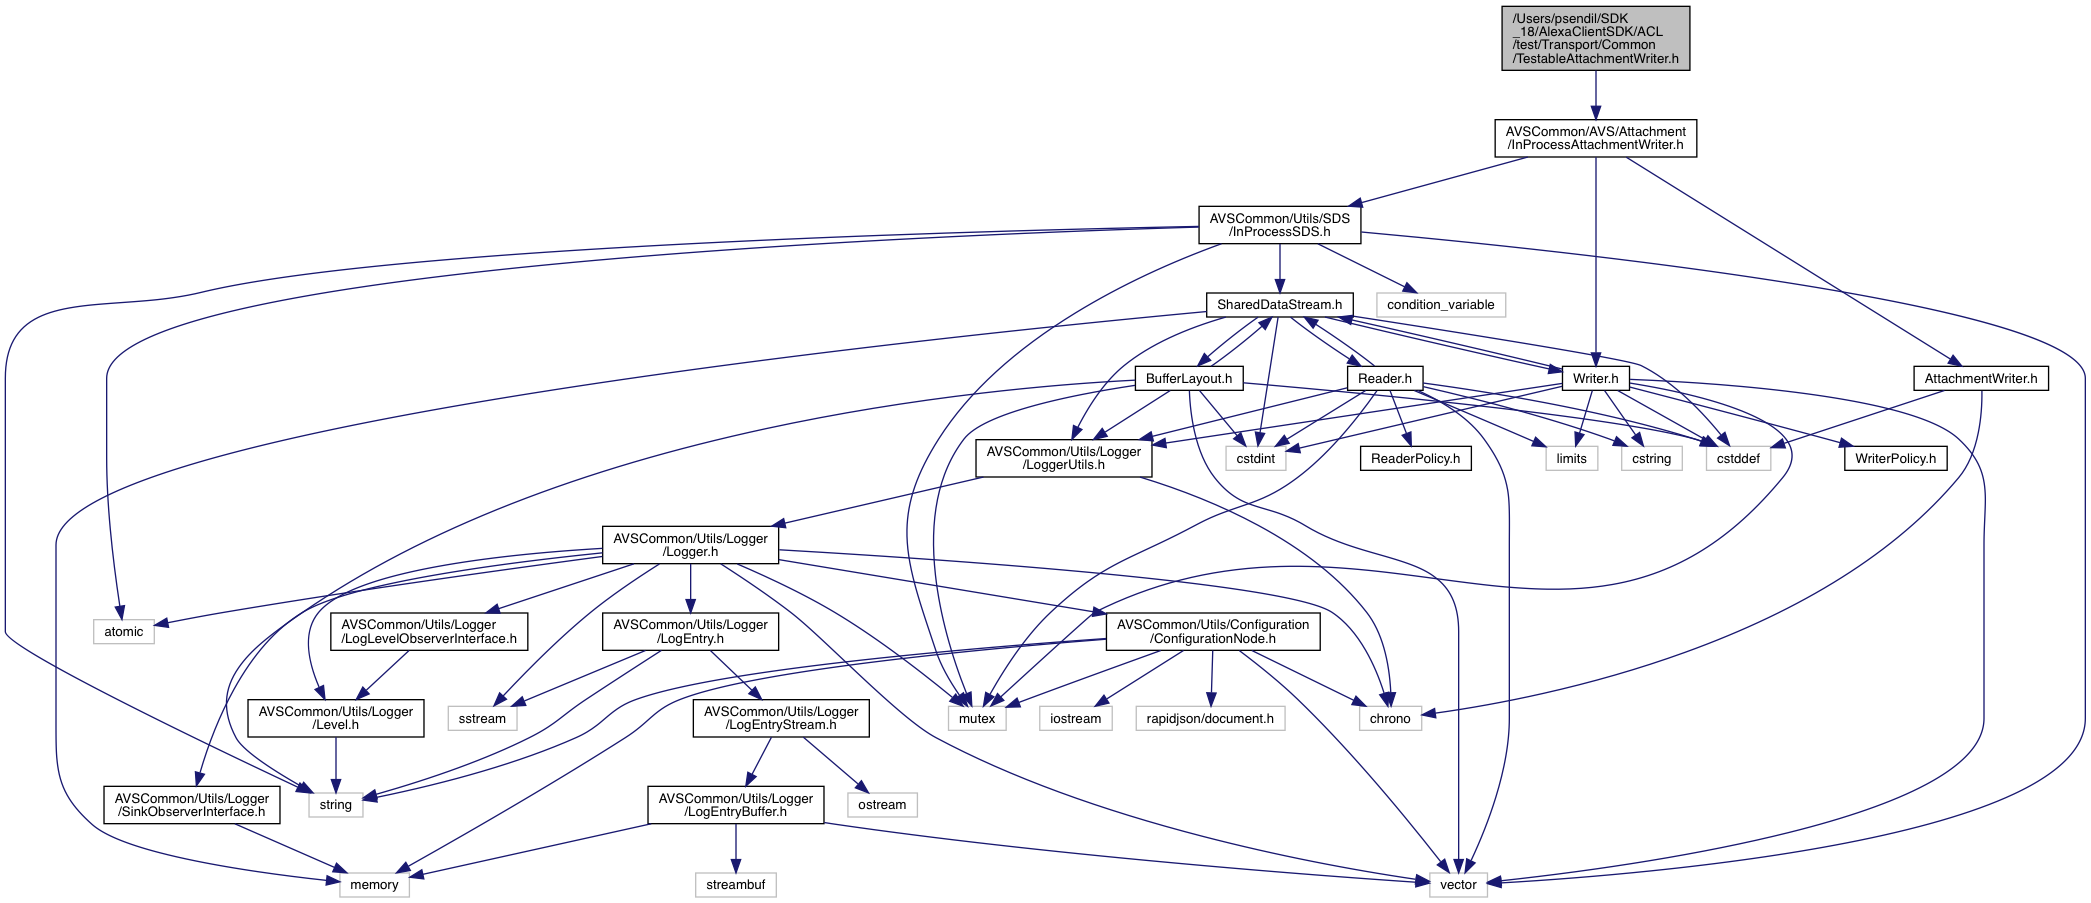 /Users/psendil/SDK
_18/AlexaClientSDK/ACL
/test/Transport/Common
/TestableAttachmentWriter.h
AVSCommon/AVS/Attachment
/InProcessAttachmentWriter.h
AVSCommon/Utils/SDS
/InProcessSDS.h
SharedDataStream.h
condition_variable
BufferLayout.h
Reader.h
Writer.h
AttachmentWriter.h
AVSCommon/Utils/Logger
/LoggerUtils.h
cstdint
ReaderPolicy.h
limits
cstring
cstddef
WriterPolicy.h
AVSCommon/Utils/Logger
/Logger.h
atomic
AVSCommon/Utils/Logger
/LogLevelObserverInterface.h
AVSCommon/Utils/Logger
/LogEntry.h
AVSCommon/Utils/Configuration
/ConfigurationNode.h
AVSCommon/Utils/Logger
/Level.h
sstream
AVSCommon/Utils/Logger
/LogEntryStream.h
mutex
iostream
rapidjson/document.h
chrono
AVSCommon/Utils/Logger
/SinkObserverInterface.h
string
AVSCommon/Utils/Logger
/LogEntryBuffer.h
ostream
memory
streambuf
vector